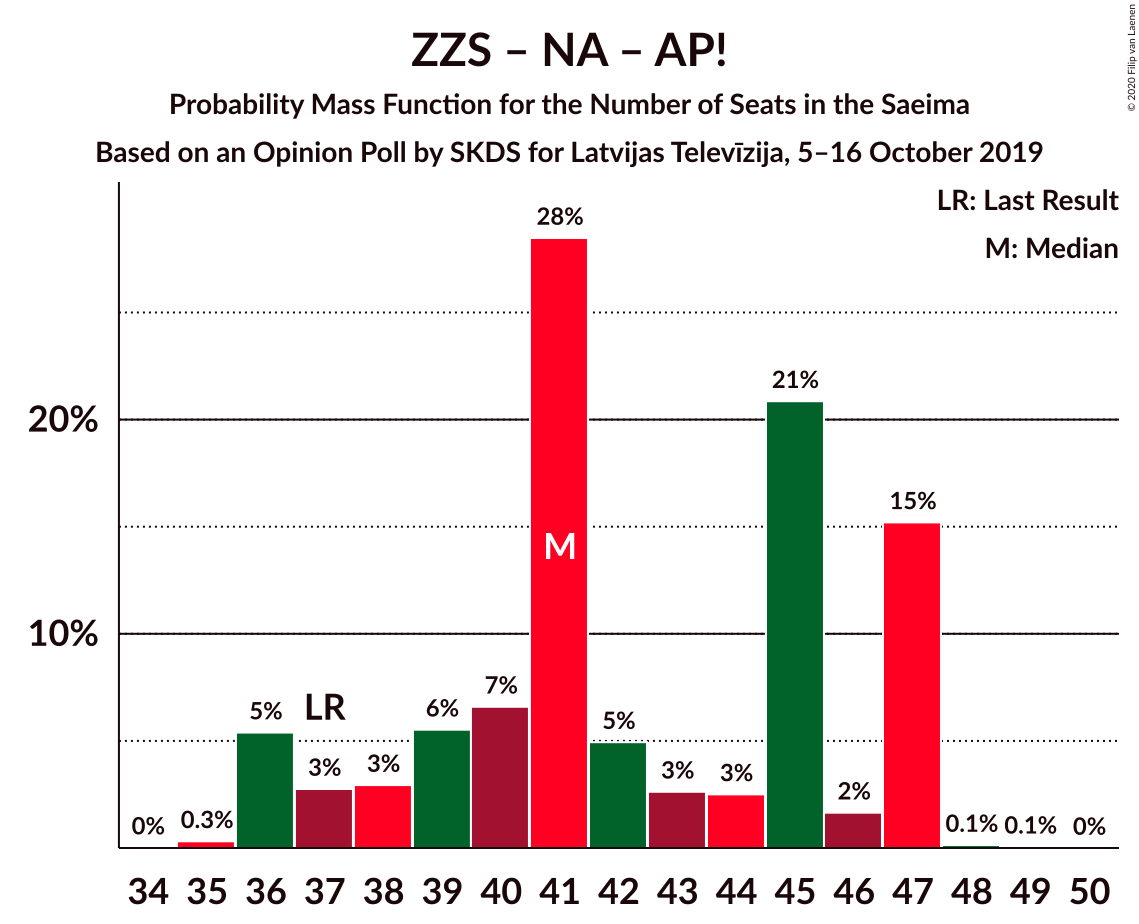 ZZS – NA – AP!
Probability Mass Function for the Number of Seats in the Saeima
Based on an Opinion Poll by SKDS for Latvijas Televīzija, 5–16 October 2019
© 2020 Filip van Laenen
LR: Last Result
M: Median
20%
10%
0%
0.3%
5%
LR
3%
3%
6%
7%
28%
M
5%
3%
3%
21%
2%
15%
0.1%
0.1%
0%
34 35 36 37 38 39 40 41 42 43 44 45 46 47 48 49 50